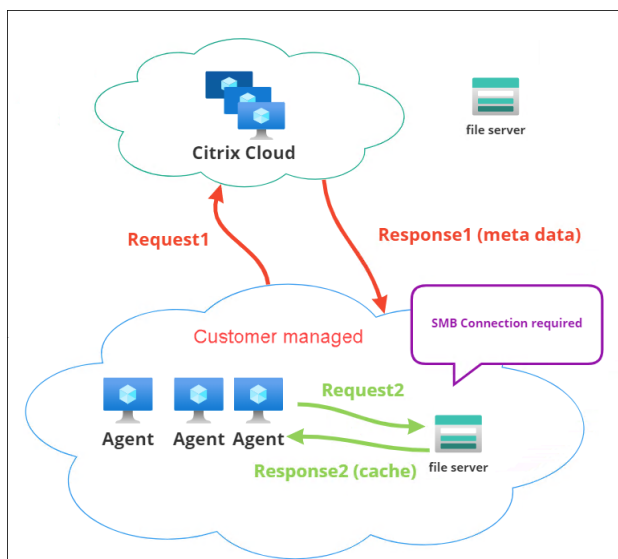 Citrix Cloud
file server
Request1
Response1 (meta data)
SMB Connection required
Customer managed
Request2
Agent Agent Agent
Response2 (cache)
file server